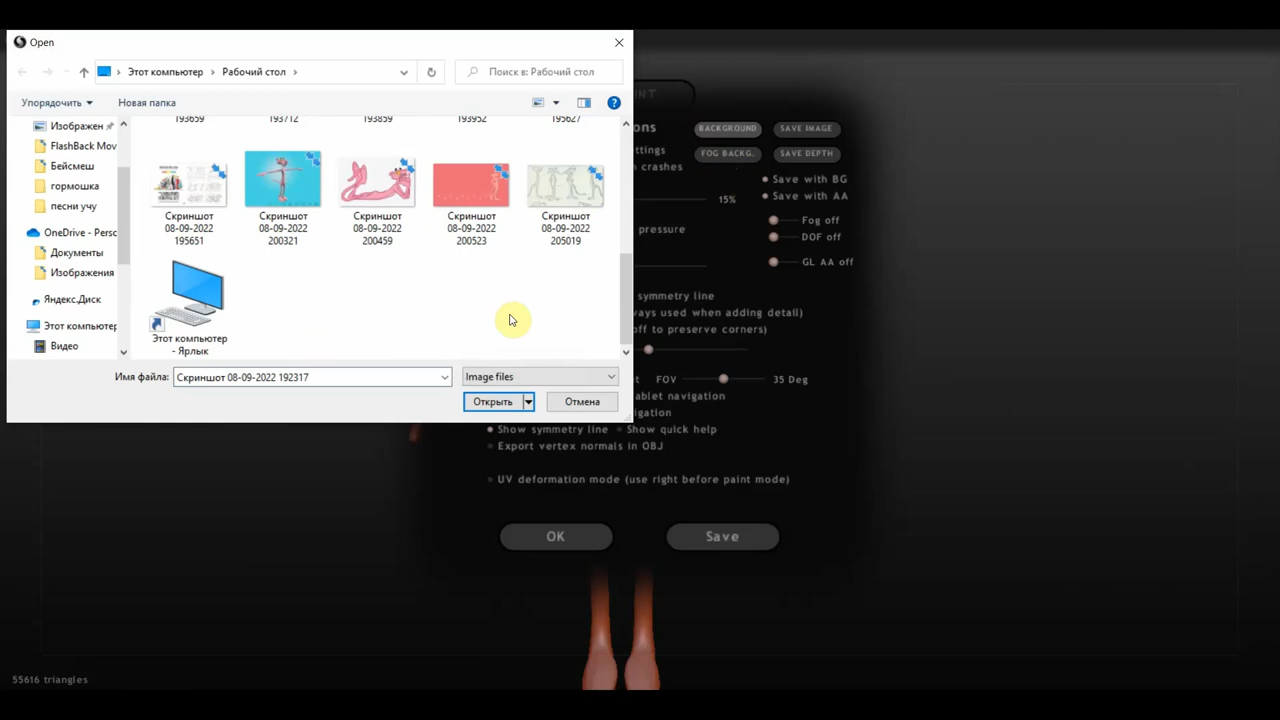 Open
Этот компьютер › Рабочий стол ›
Поиск в: Рабочий стол
Упорядочить
Новая папка
Изображен
FlashBack Mov
Бейсмеш
гормошка
песни учу
OneDrive - Persc
Документы
Изображения
Яндекс.Диск
Этот компьютер
Видео
193659
193712
193859
193952
195627
Скриншот
08-09-2022
195651
Скриншот
08-09-2022
200321
Скриншот
08-09-2022
200459
Скриншот
08-09-2022
200523
Скриншот
08-09-2022
205019
Этот компьютер
- Ярлык
Имя файла:
Скриншот 08-09-2022 192317
Image files
Открыть
Отмена
BACKGROUND
SAVE IMAGE
FOG BACKG.
SAVE DEPTH
ons
ettings
n crashes
Save with BG
Save with AA
15%
pressure
Fog off
DOF off
GL AA off
symmetry line
ways used when adding detail)
off to preserve corners)
FOV
35 Deg
ablet navigation
igation
Show symmetry line
Show quick help
Export vertex normals in OBJ
UV deformation mode (use right before paint mode)
OK
Save
55616 triangles